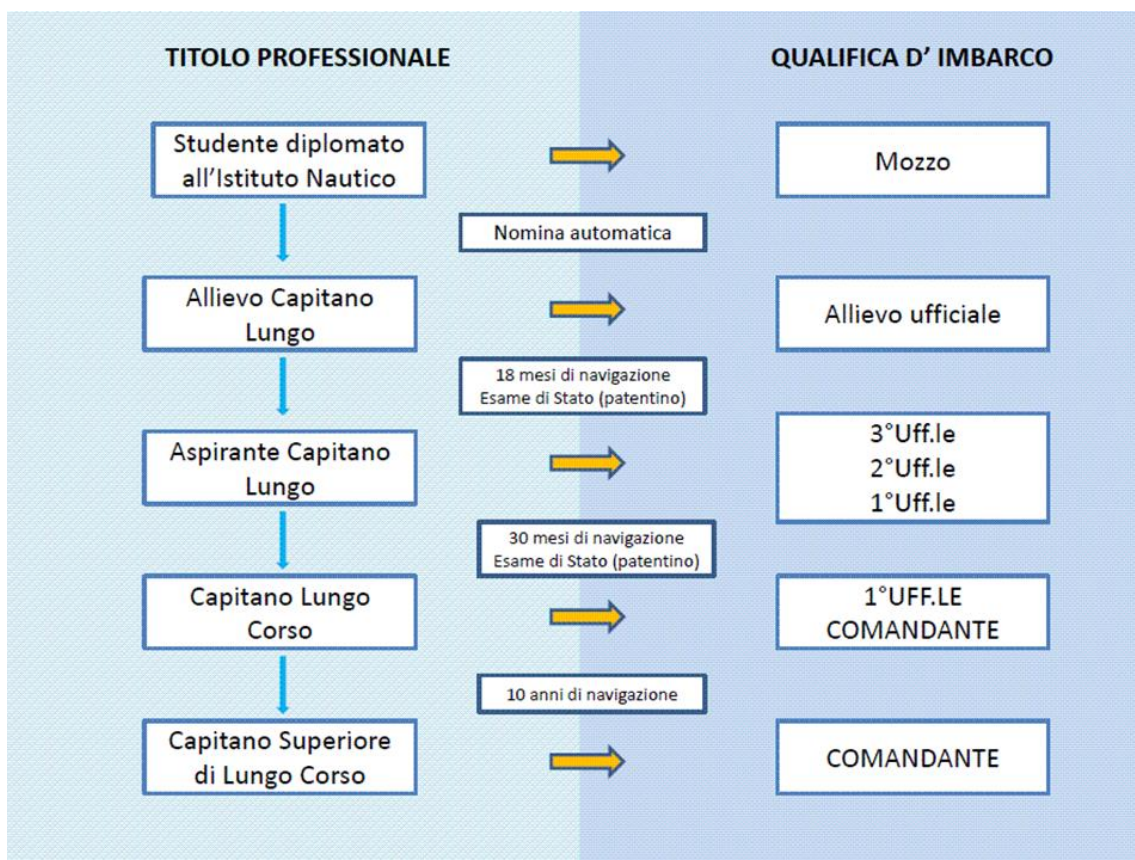 TITOLO PROFESSIONALE
QUALIFICA D' IMBARCO
Studente diplomato
all'Istituto Nautico
Mozzo
Nomina automatica
Allievo Capitano
Lungo
Allievo ufficiale
18 mesi di navigazione
Esame di Stato (patentino)
Aspirante Capitano
Lungo
3°Uff.le
2°Uff.le
1°Uff.le
30 mesi di navigazione
Esame di Stato (patentino)
Capitano Lungo
Corso
1°UFF.LE
COMANDANTE
10 anni di navigazione
Capitano Superiore
di Lungo Corso
COMANDANTE